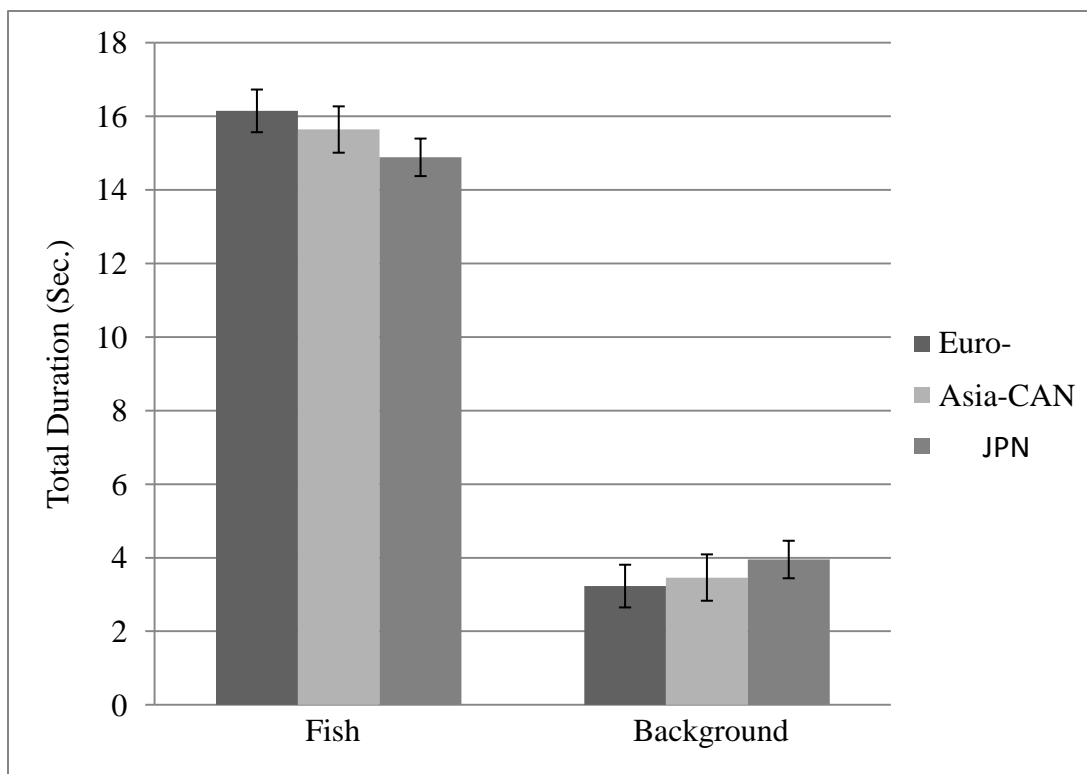 Total Duration (Sec.)
18
16
14
12
10
8
6
4
2
0
Fish
Background
Euro-
Asia-CAN
JPN